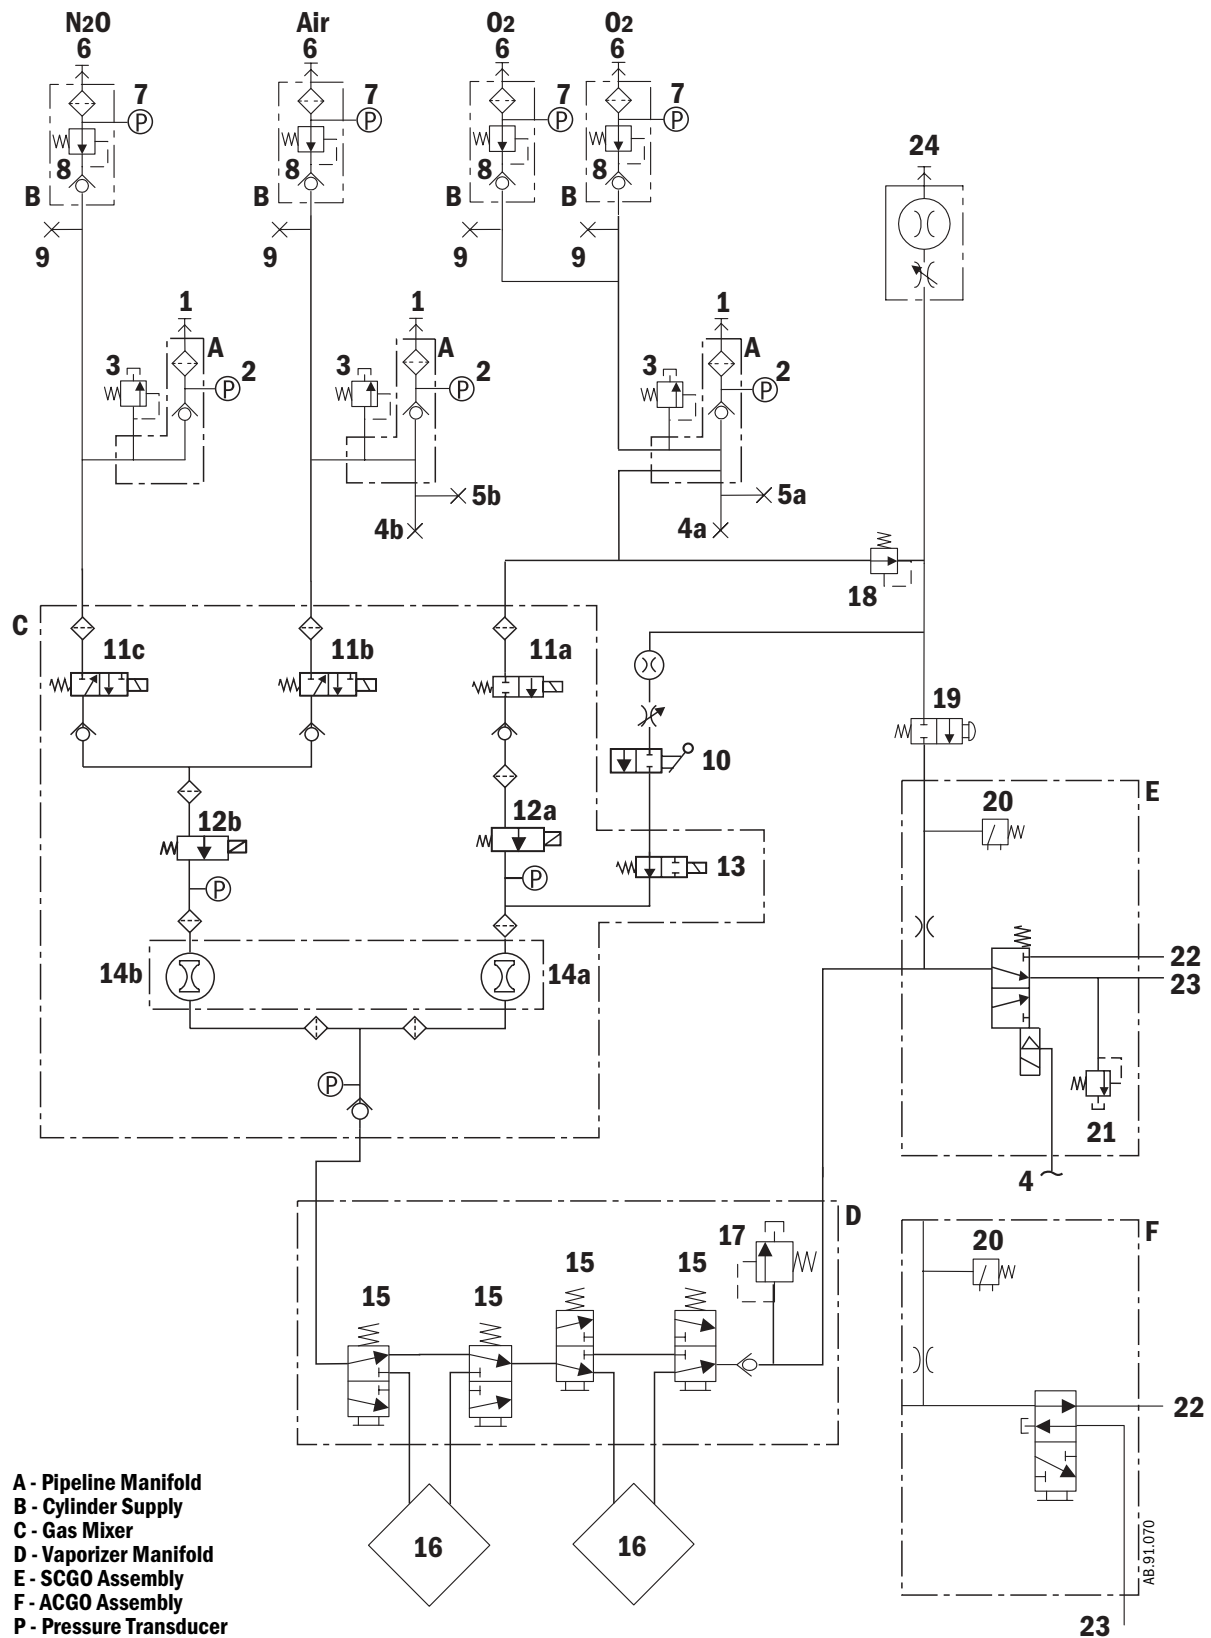 N2O Air O2 O2
6 6 6 6
7 7 7 7
P P P P
8 8 8 8
B B B B
24
9 9 9 9
1 1 1
A A A
3 2 3 2 3 2
P P P
5b 5a
4b 4a
18
C
11c 11b 11a
19
10
E
20
12b 12a
13
P P
14b 14a
22
23
P
21
4
D
F
17
20
15 15 15 15
22
16 16
A - Pipeline Manifold
B - Cylinder Supply
C - Gas Mixer
D - Vaporizer Manifold
E - SCGO Assembly
F - ACGO Assembly
P - Pressure Transducer
AB.91.070
23